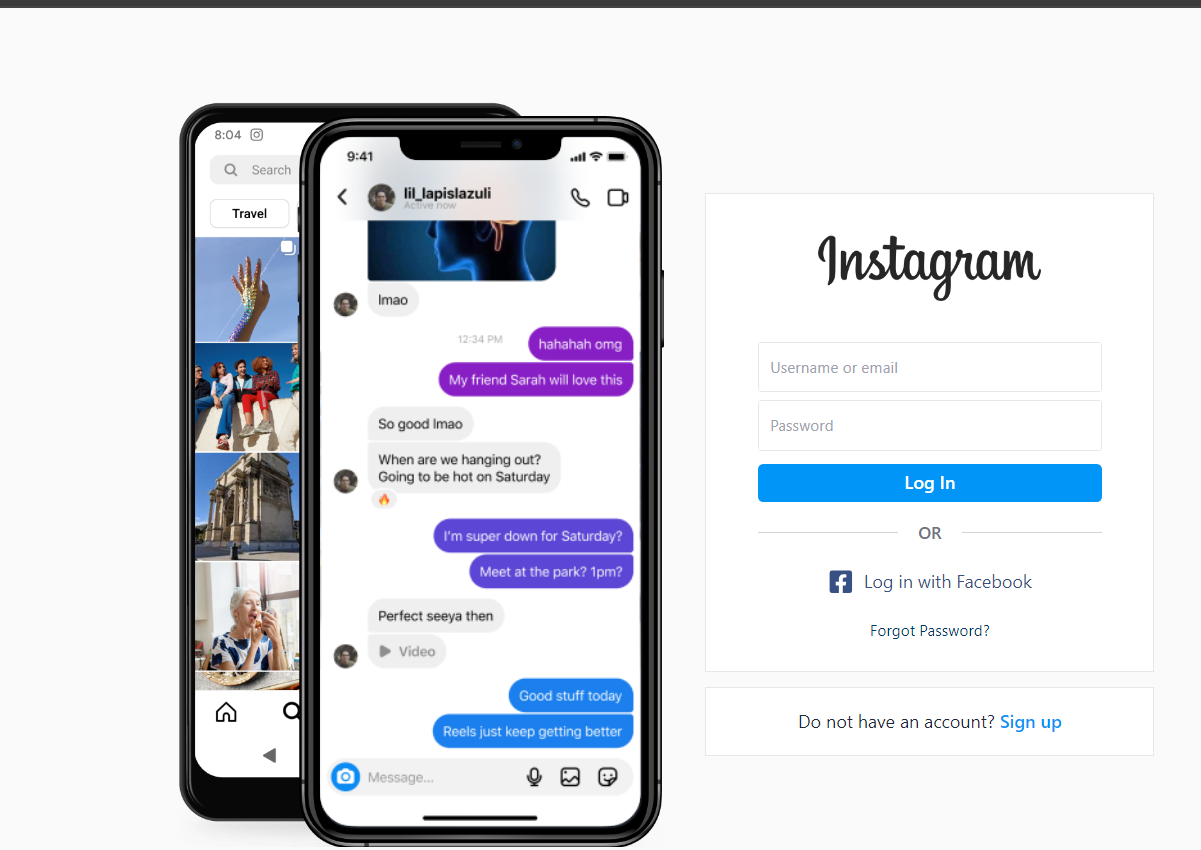 8:04
Search
Travel
9:41
lil_lapislazuli
Active now
lmao
12:34 PM
hahahah omg
My friend Sarah will love this
So good lmao
When are we hanging out?
Going to be hot on Saturday
I'm super down for Saturday?
Meet at the park? 1pm?
Perfect seeya then
Video
Good stuff today
Reels just keep getting better
Message...
Instagram
Username or email
Password
Log In
OR
Log in with Facebook
Forgot Password?
Do not have an account? Sign up